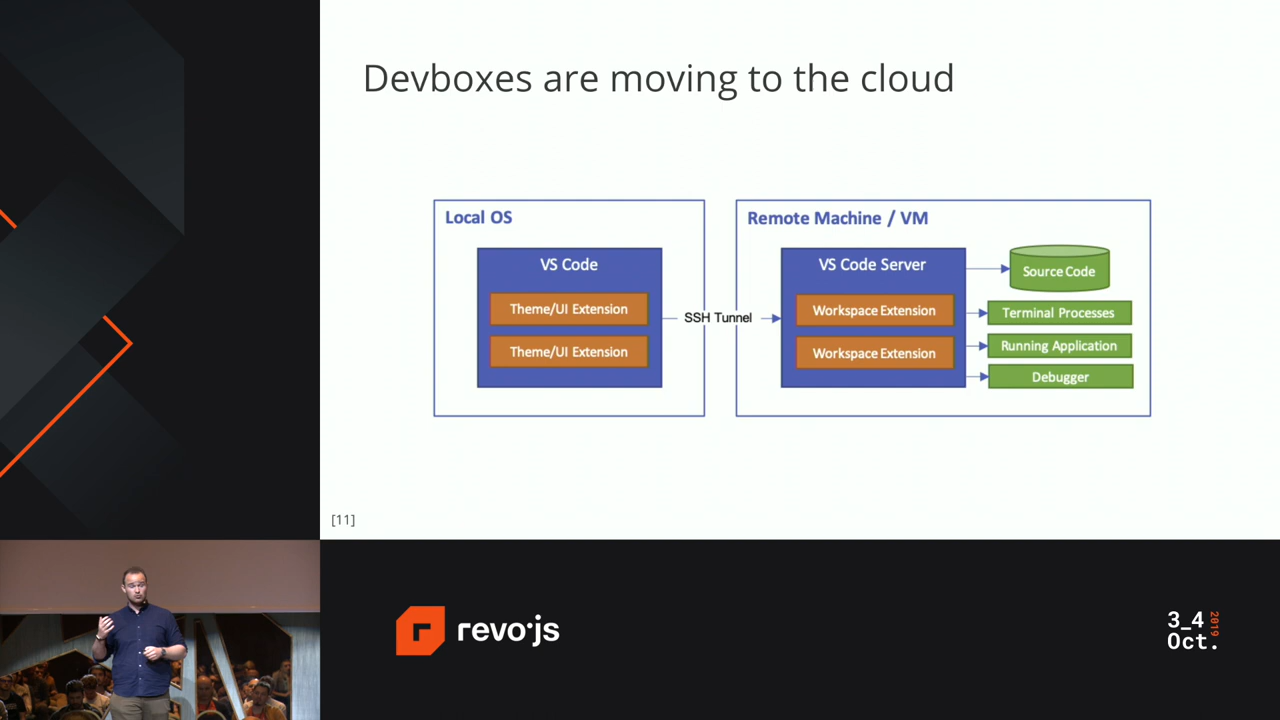 Devboxes are moving to the cloud
Local OS
VS Code
Theme/UI Extension
Theme/UI Extension
SSH Tunnel
Remote Machine / VM
VS Code Server
Workspace Extension
Workspace Extension
Source Code
Terminal Processes
Running Application
Debugger
[11]
r revo·js
3_4
Oct.
2019